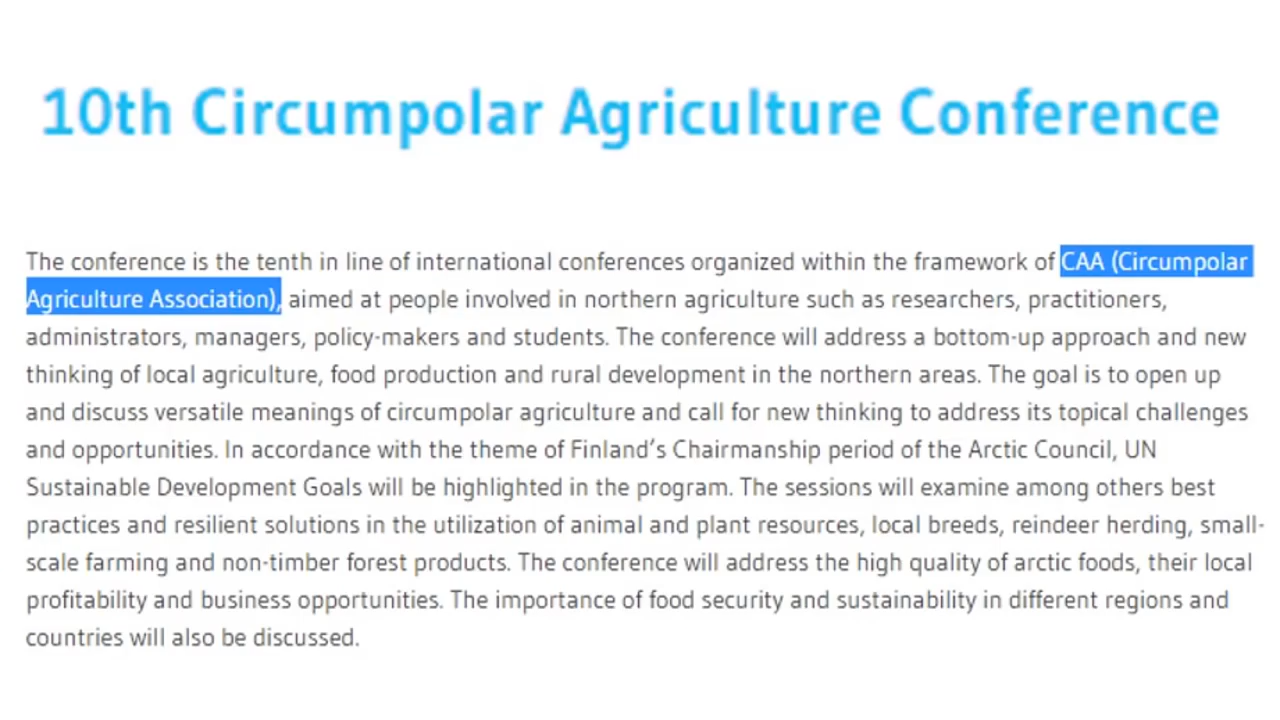 10th Circumpolar Agriculture Conference
The conference is the tenth in line of international conferences organized within the framework of CAA (Circumpolar
Agriculture Association), aimed at people involved in northern agriculture such as researchers, practitioners,
administrators, managers, policy-makers and students. The conference will address a bottom-up approach and new
thinking of local agriculture, food production and rural development in the northern areas. The goal is to open up
and discuss versatile meanings of circumpolar agriculture and call for new thinking to address its topical challenges
and opportunities. In accordance with the theme of Finland’s Chairmanship period of the Arctic Council, UN
Sustainable Development Goals will be highlighted in the program. The sessions will examine among others best
practices and resilient solutions in the utilization of animal and plant resources, local breeds, reindeer herding, small-
scale farming and non-timber forest products. The conference will address the high quality of arctic foods, their local
profitability and business opportunities. The importance of food security and sustainability in different regions and
countries will also be discussed.